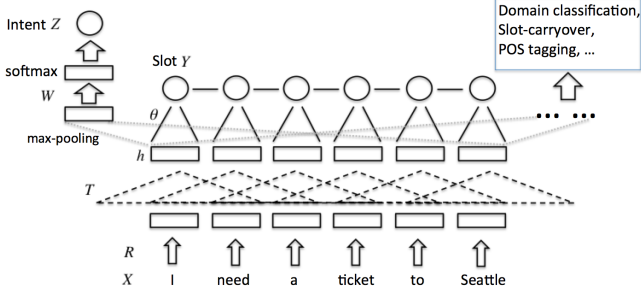 Domain classification,
Slot-carryover,
POS tagging, ...
Intent Z
softmax
W
max-pooling
Slot Y
θ
... ...
h
T
R
X I need a ticket to Seattle